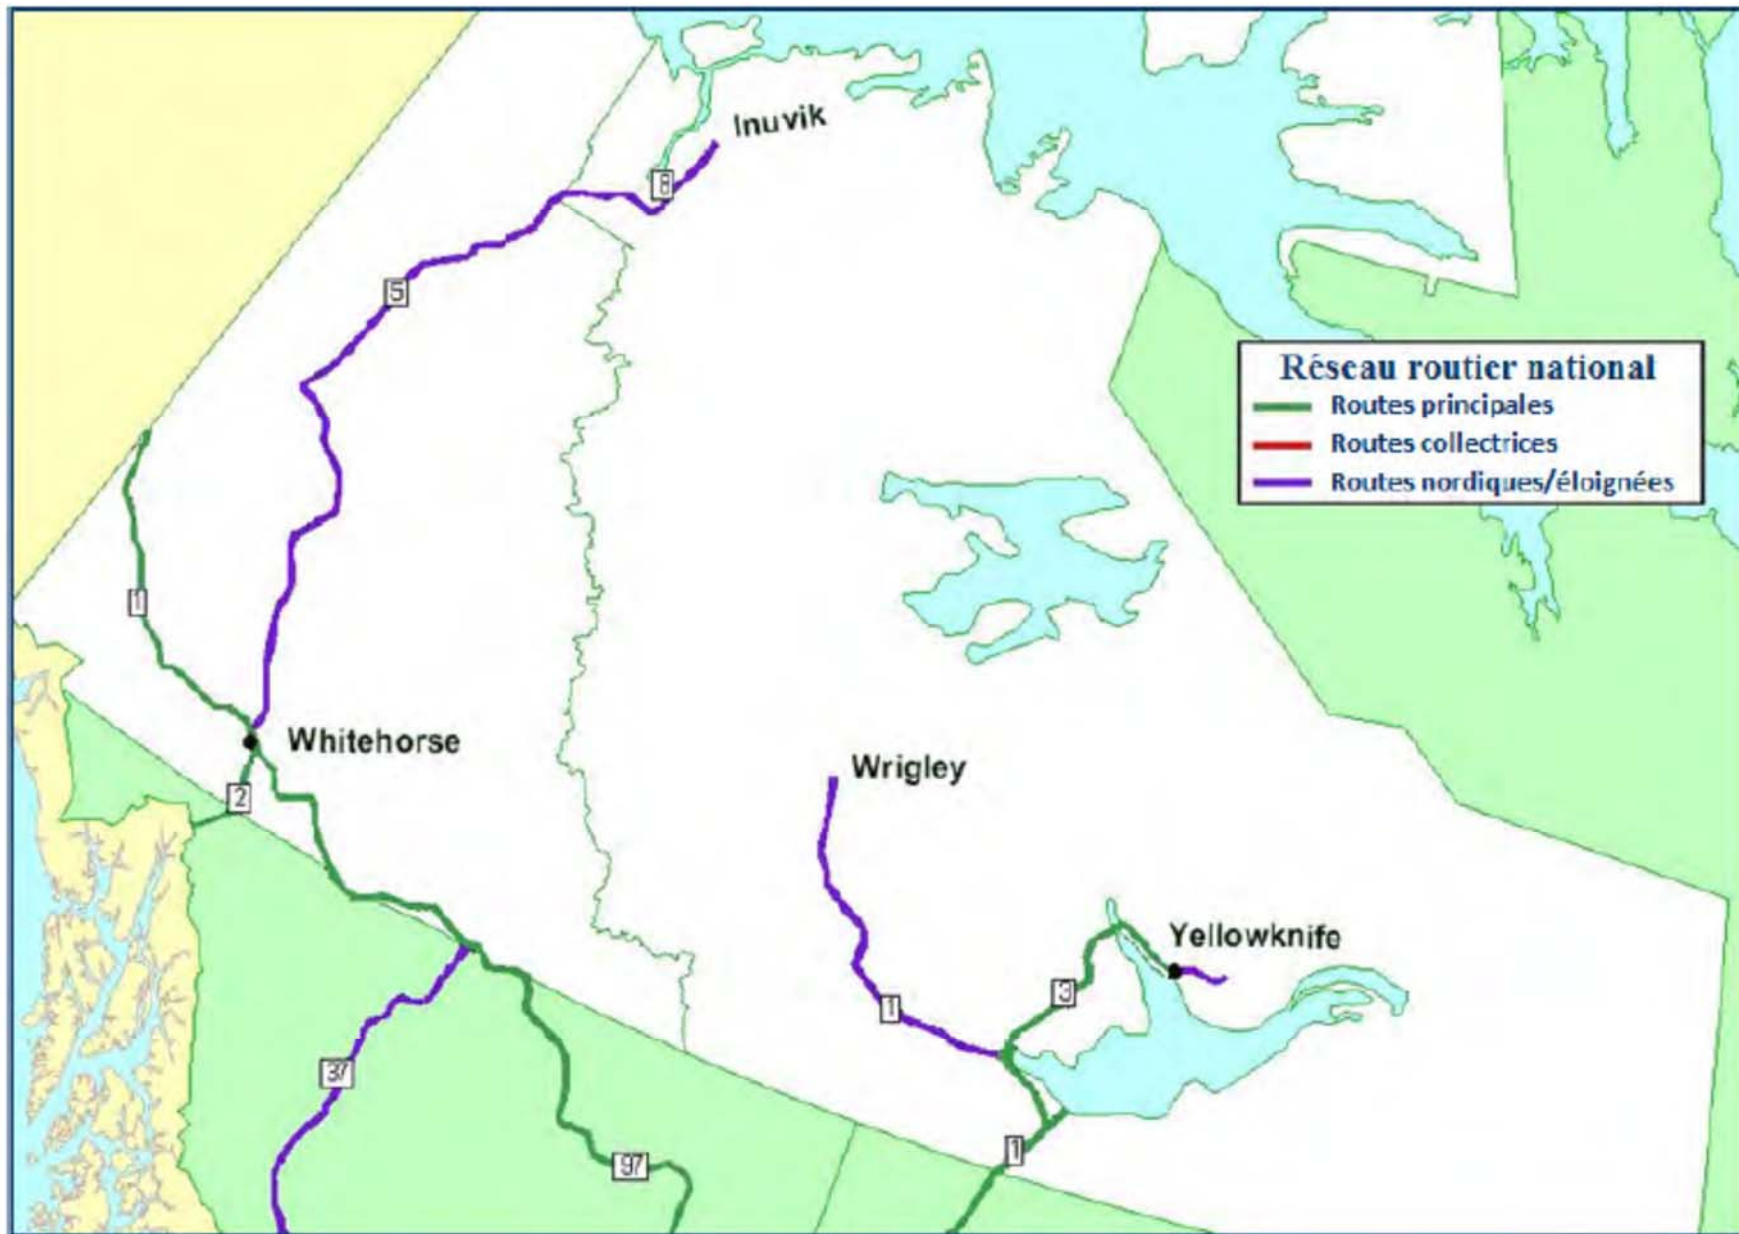 Inuvik
8
5
Réseau routier national
Routes principales
Routes collectrices
Routes nordiques/éloignées
1
Whitehorse
2
Wrigley
Yellowknife
3
1
37
1
97